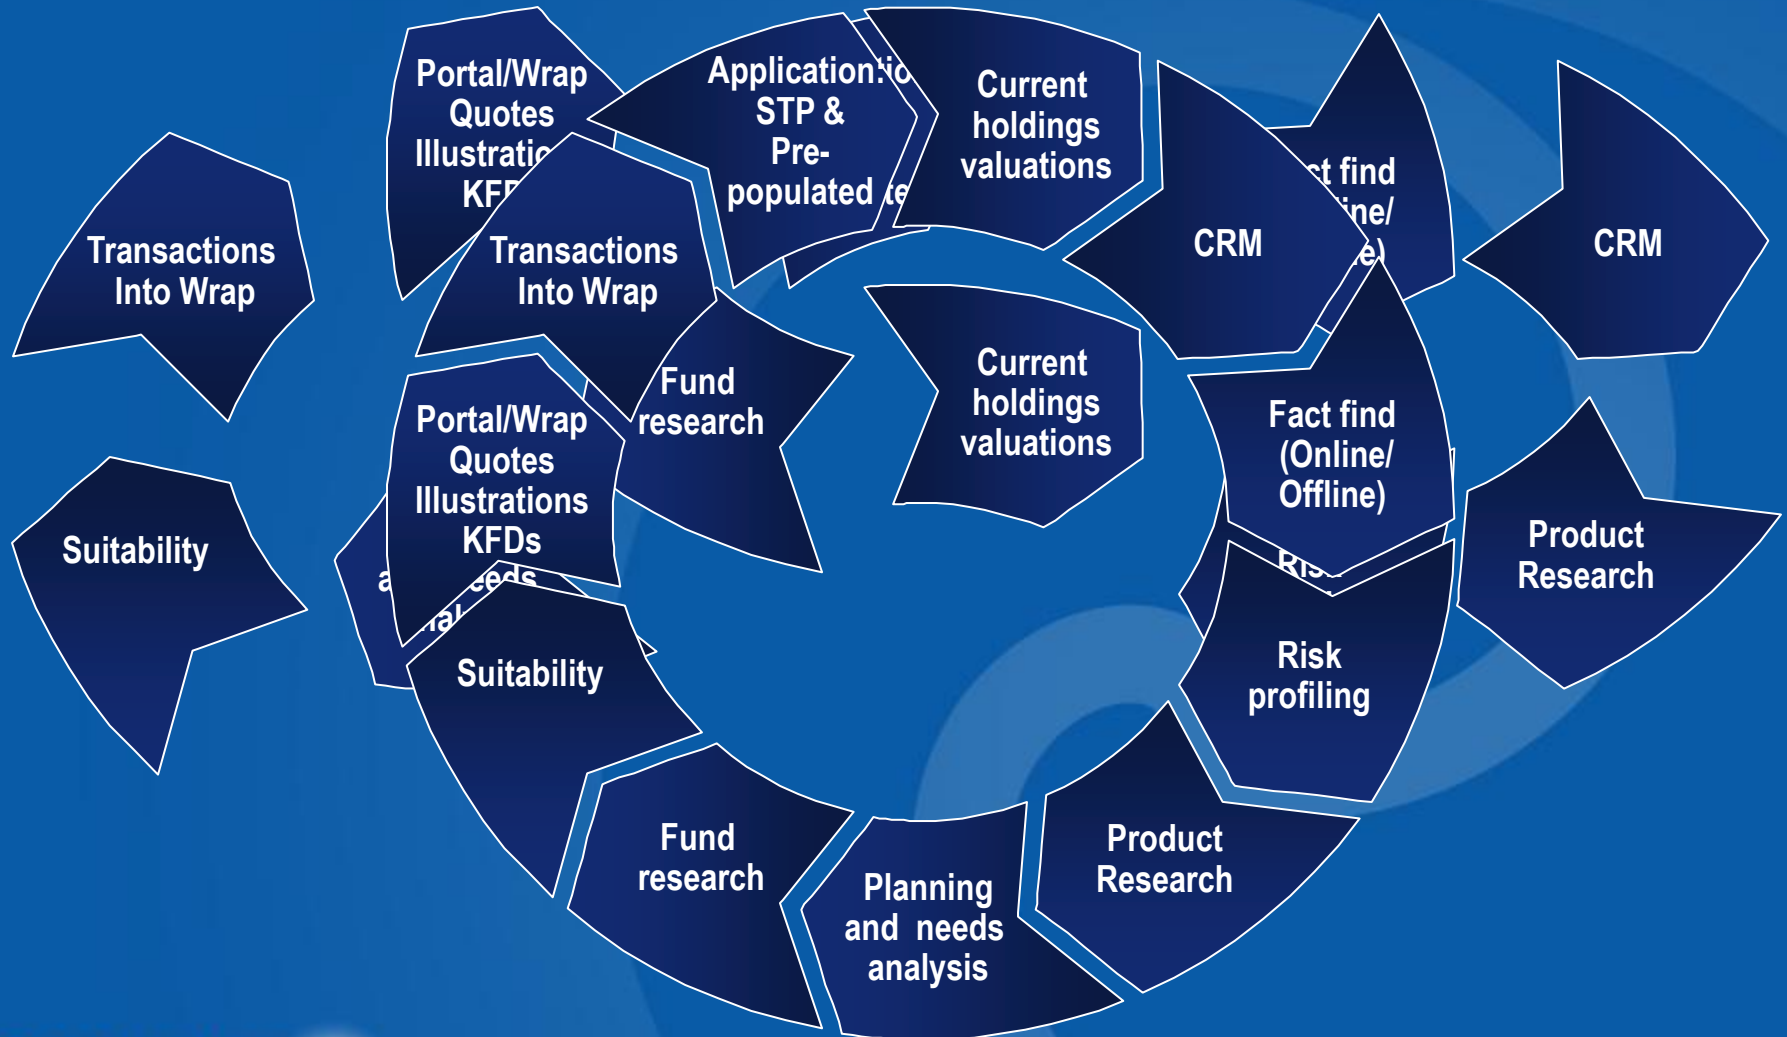 Portal/Wrap
Quotes
KF
Application
STP &
Pre-
populated
Current
holdings
valuations
find
CRM
CRM
Transactions
Into Wrap
Transactions
Into Wrap
Fund
research
Current
holdings
valuations
Portal/Wrap
Quotes
Illustrations
KFDs
Fact find
(Online/
Offline)
Suitability
Product
Research
Suitability
Risk
profiling
Fund
research
Planning
and needs
analysis
Product
Research